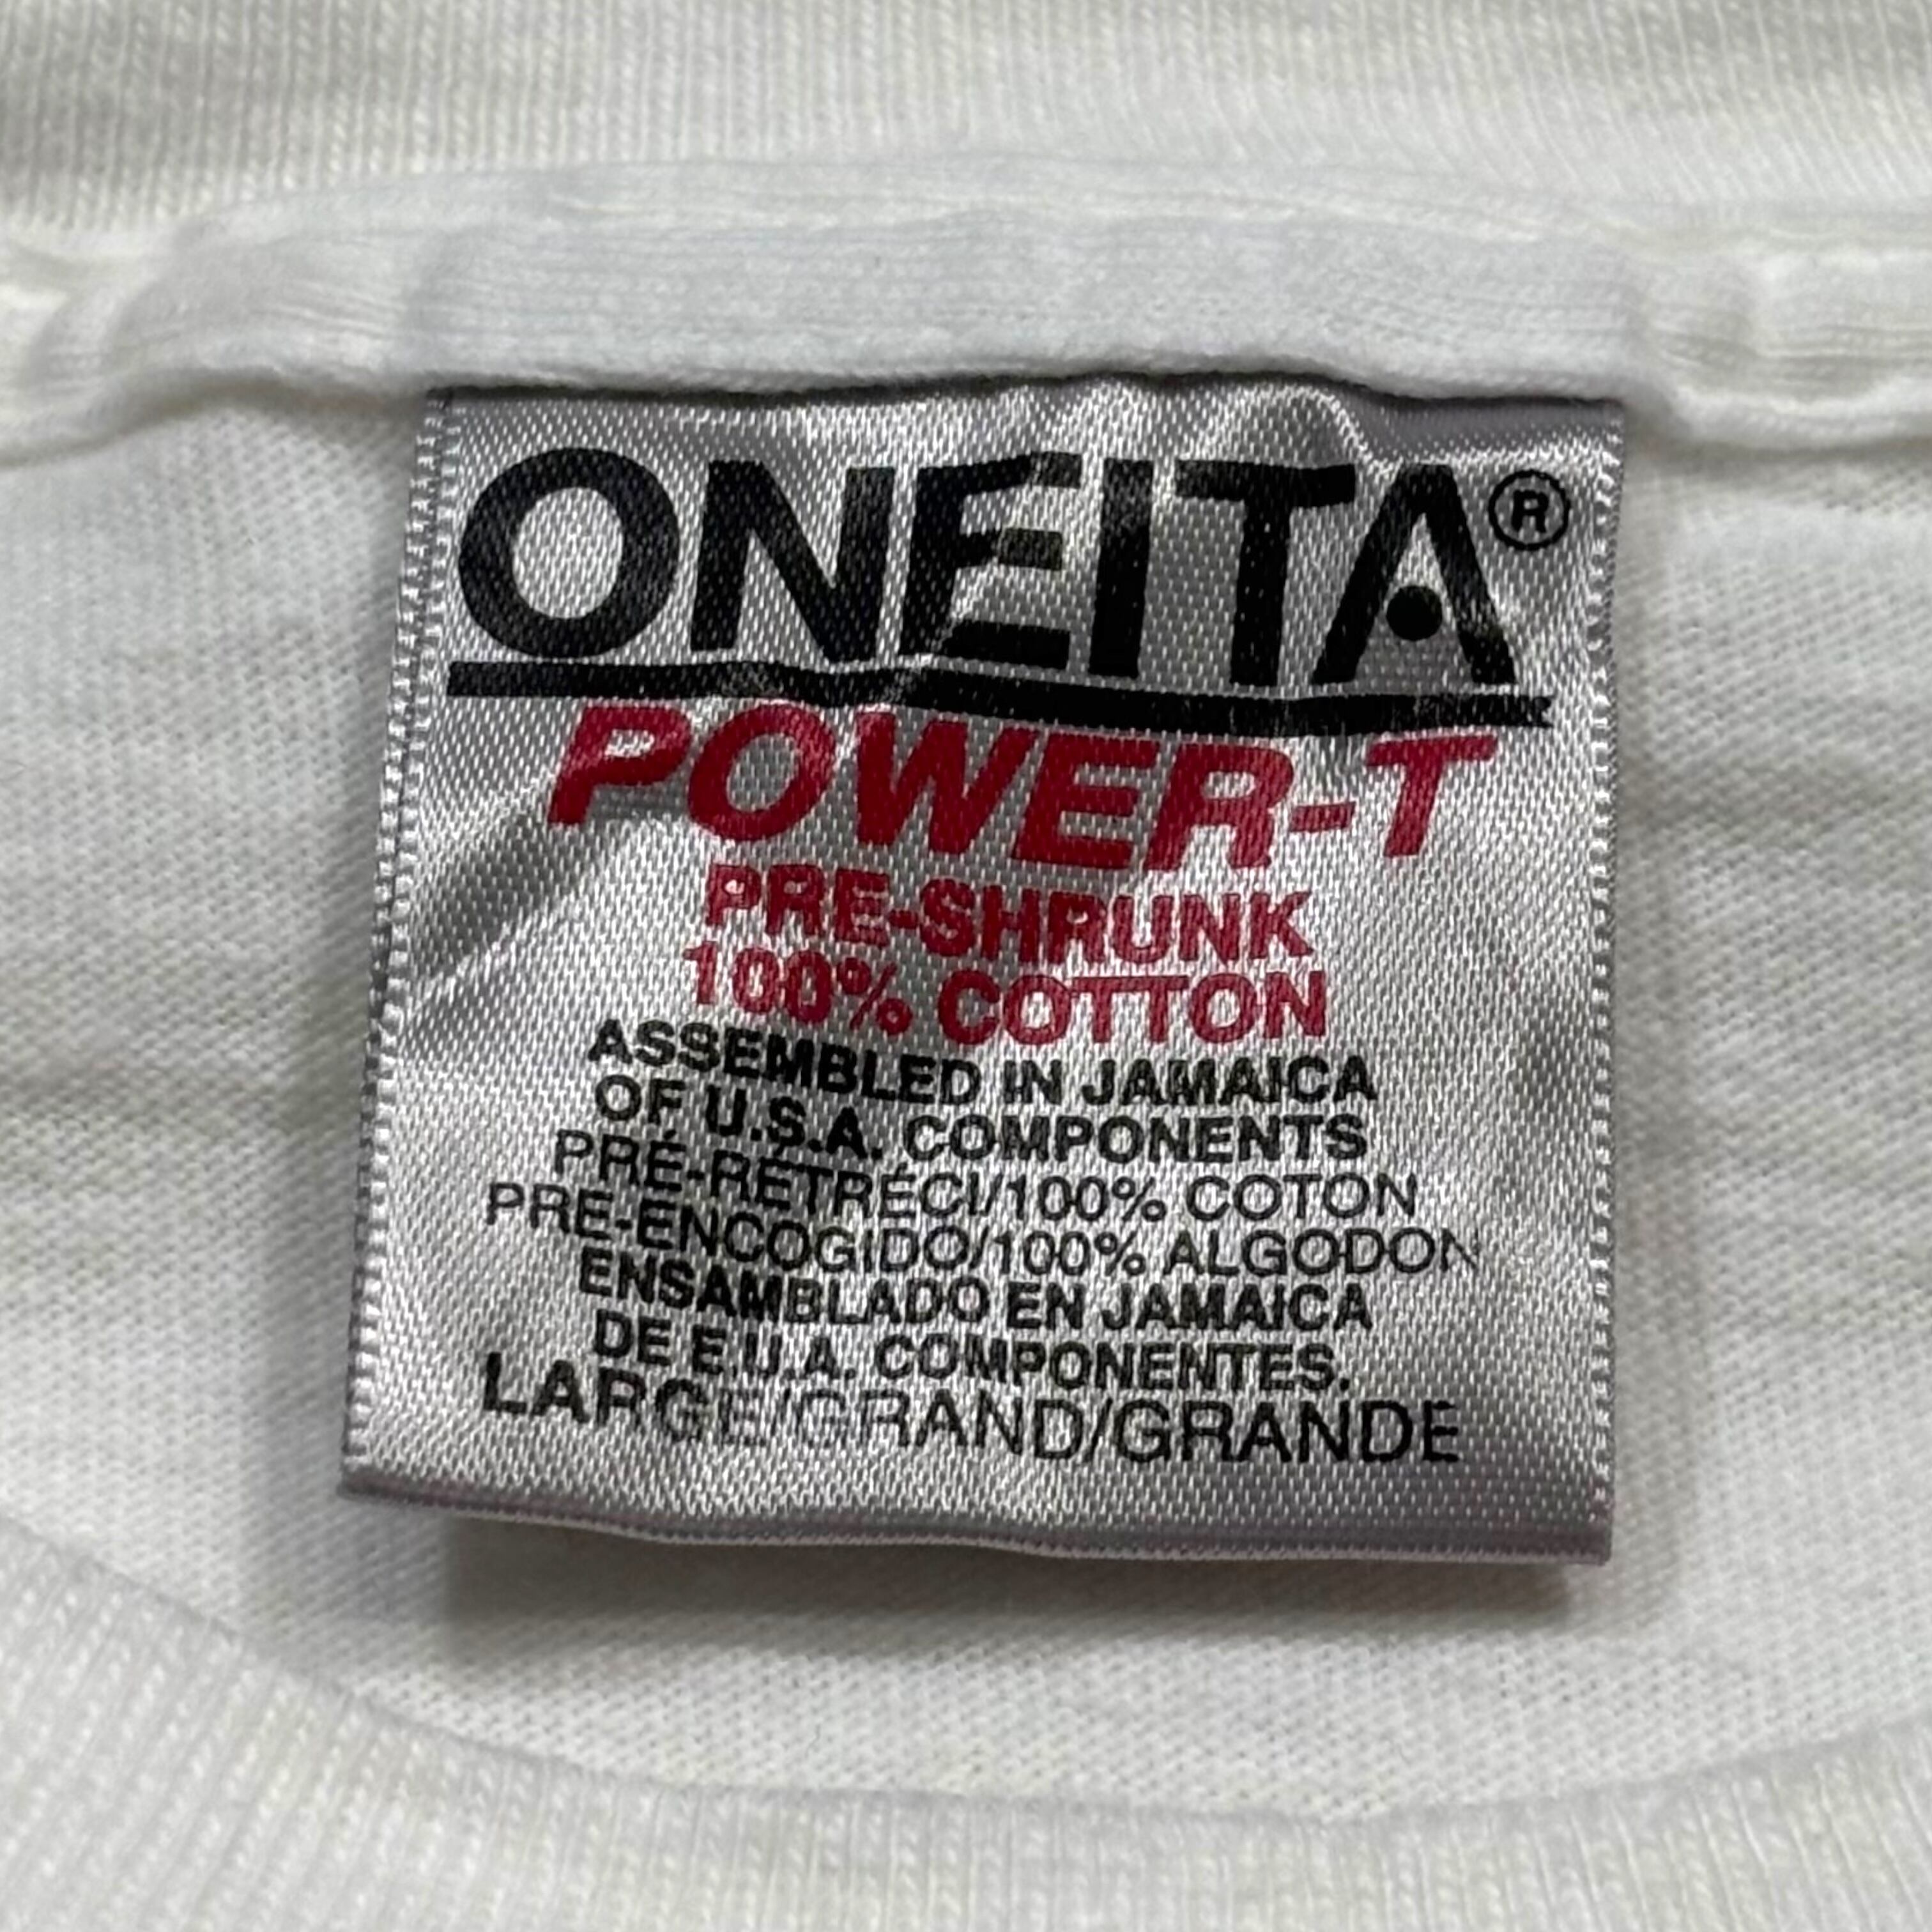 ONEITA®
POWER-T
PRE-SHRUNK
100% COTTON
ASSEMBLED IN JAMAICA
OF U.S.A. COMPONENTS
PRÉ-RÉTRÉCI/100% COTON
PRE-ENCOGIDO/100% ALGODON
ENSAMBLADO EN JAMAICA
DE E.U.A. COMPONENTES.
LARGE/GRAND/GRANDE